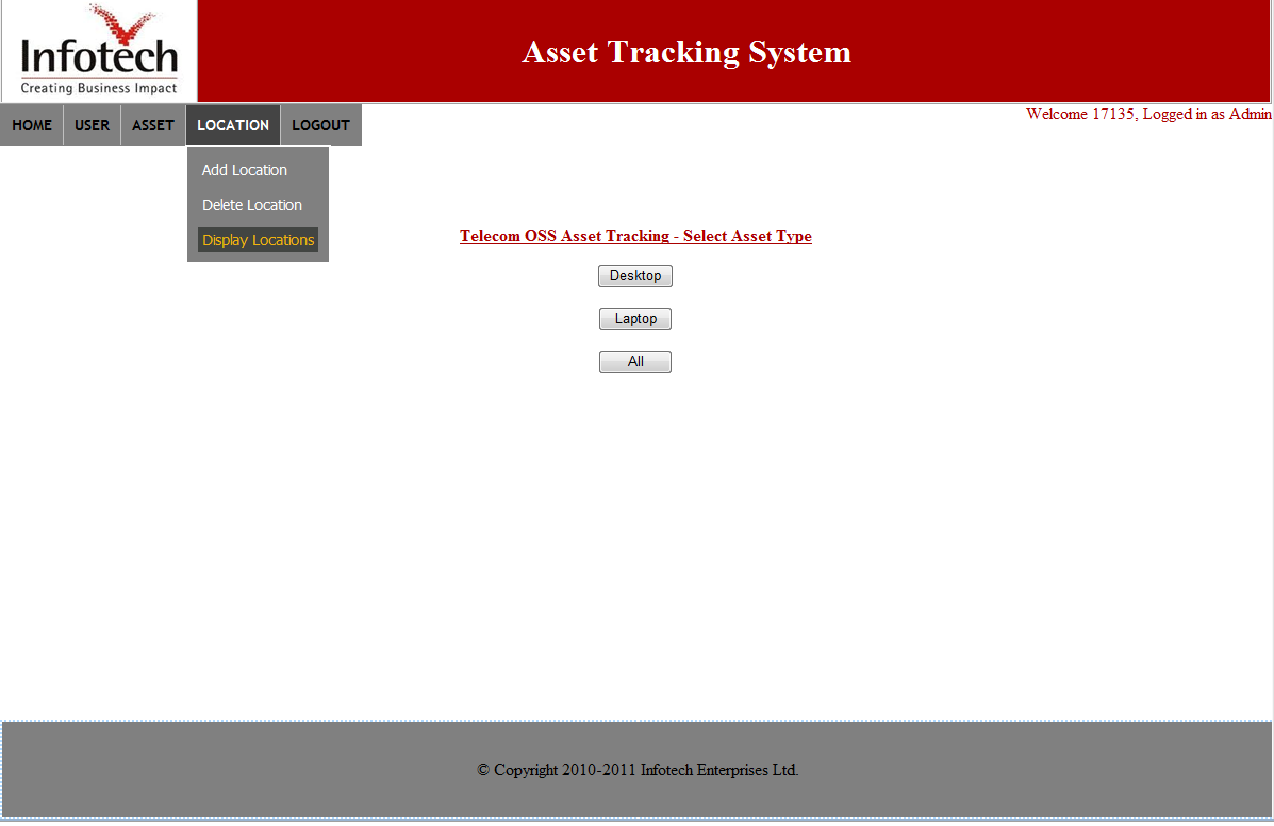 Infotech
Creating Business Impact
Asset Tracking System
HOME USER ASSET LOCATION LOGOUT
Welcome 17135, Logged in as Admin
Add Location
Delete Location
Display Locations
Telecom OSS Asset Tracking - Select Asset Type
Desktop
Laptop
All
© Copyright 2010-2011 Infotech Enterprises Ltd.